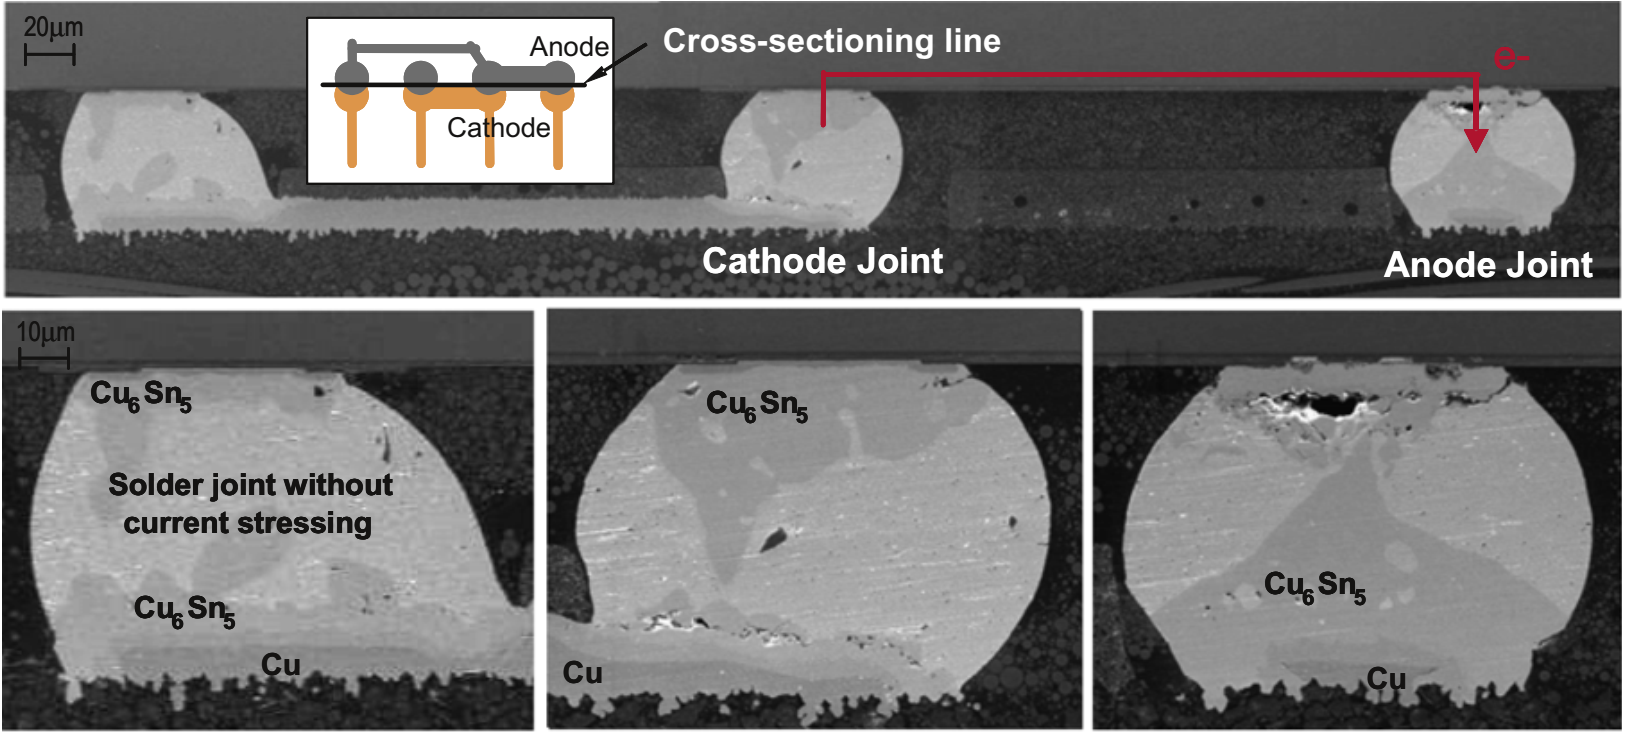 20μm
Anode
Cathode
Cross-sectioning line
e-
Cathode Joint
Anode Joint
10μm
Cu6Sn5
Solder joint without
current stressing
Cu6Sn5
Cu
Cu6Sn5
Cu
Cu6Sn5
Cu